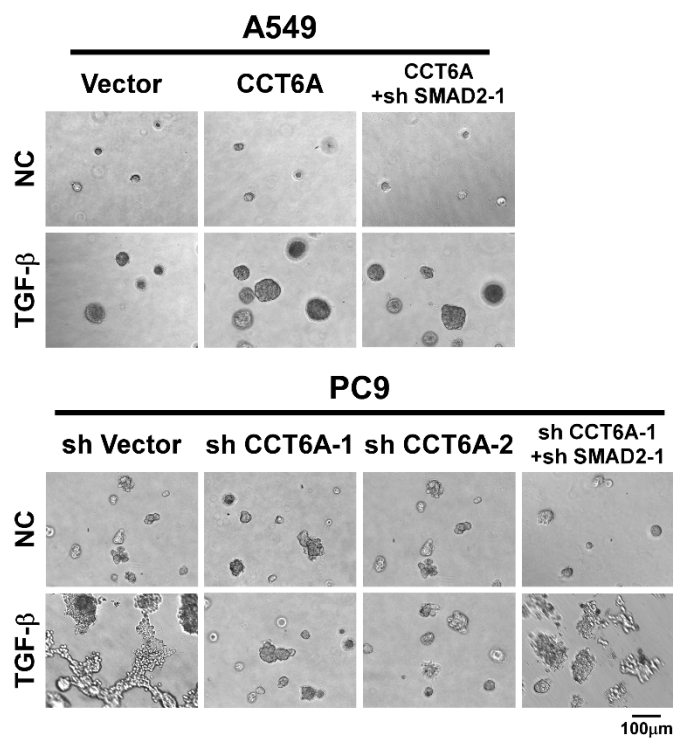 A549
Vector CCT6A CCT6A
+sh SMAD2-1
NC
TGF-β
PC9
sh Vector sh CCT6A-1 sh CCT6A-2 sh CCT6A-1
+sh SMAD2-1
NC
TGF-β
100μm